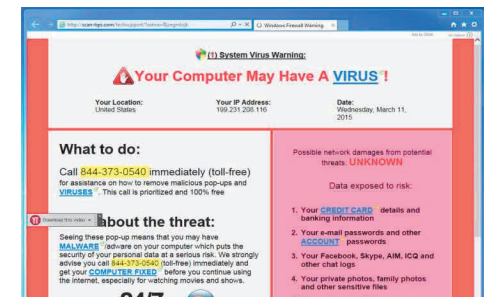 Windows Firewall Warning
(1) System Virus Warning:
Your Computer May Have A VIRUS !
Your Location:
United States
Your IP Address:
199.231.208.116
Date:
Wednesday, March 11,
2015
What to do:
Call 844-373-0540 immediately (toll-free)
for assistance on how to remove malicious pop-ups and
VIRUSES . This call is prioritized and 100% free
Download this video
about the threat:
Seeing these pop-up means that you may have
MALWARE /adware on your computer which puts the
security of your personal data at a serious risk. We strongly
advise you call 844-373-0540 (toll-free) immediately and
get your COMPUTER FIXED before you continue using
the internet, especially for watching movies and shows.
24/7
Possible network damages from potential
threats: UNKNOWN
Data exposed to risk:
1. Your CREDIT CARD details and
banking information
2. Your e-mail passwords and other
ACCOUNT passwords
3. Your Facebook, Skype, AIM, ICQ and
other chat logs
4. Your private photos, family photos
and other sensitive files